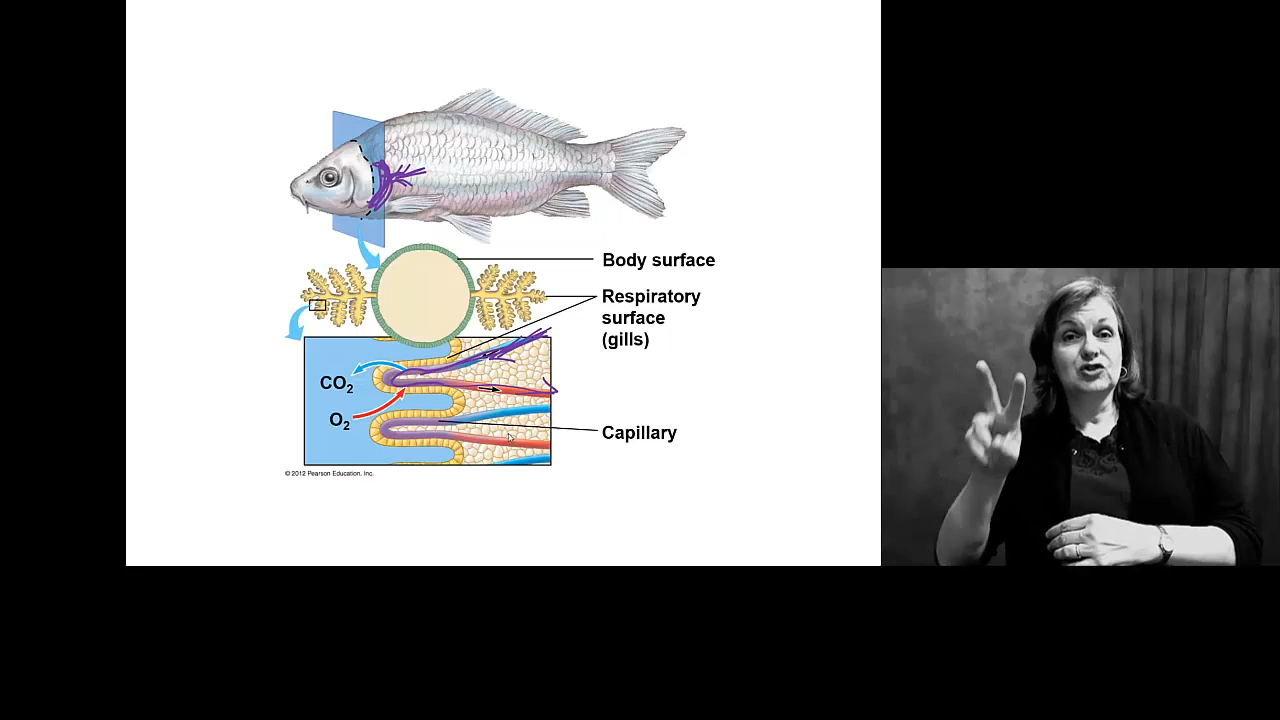 Body surface
Respiratory
surface
(gills)
CO2
O2
Capillary
© 2012 Pearson Education, Inc.